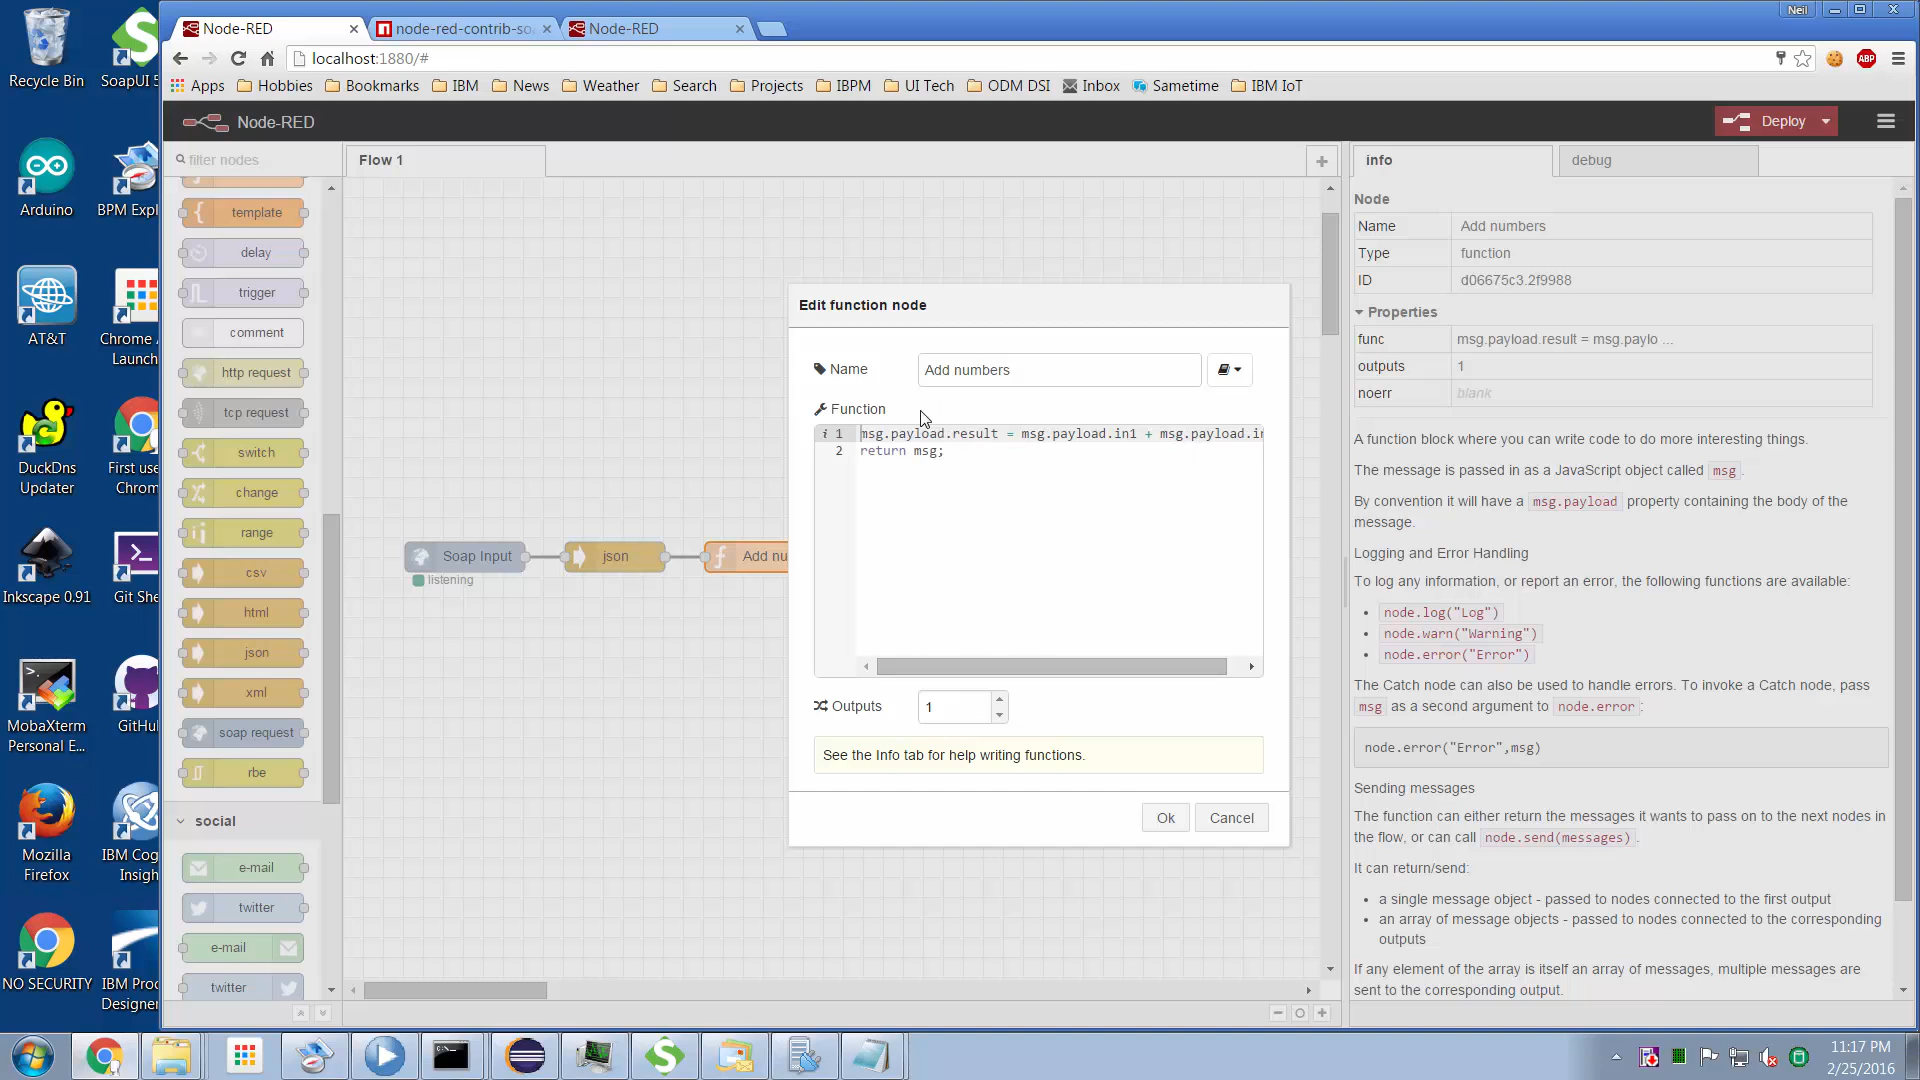 Neil
Recycle Bin
SoapUI 5
Arduino
BPM Expl
AT&T
Chrome A
Launch
DuckDns
Updater
First use
Chrom
Inkscape 0.91
Git She
MobaXterm
Personal E...
GitHub
Mozilla
Firefox
IBM Cog
Insigh
NO SECURITY
IBM Proc
Designer
Node-RED
node-red-contrib-so
Node-RED
localhost:1880/#
ABP
Apps
Hobbies
Bookmarks
IBM
News
Weather
Search
Projects
IBPM
UI Tech
ODM DSI
Inbox
Sametime
IBM IoT
Node-RED
Deploy
filter nodes
template
delay
trigger
comment
http request
tcp request
switch
change
range
csv
html
json
xml
soap request
rbe
social
e-mail
twitter
e-mail
twitter
Flow 1
Soap Input
listening
json
Add nu
Edit function node
Name
Add numbers
Function
i 1 msg.payload.result = msg.payload.in1 + msg.payload.in
2 return msg;
Outputs
1
See the Info tab for help writing functions.
Ok
Cancel
info
debug
Node
Name Add numbers
Type function
ID d06675c3.2f9988
Properties
func msg.payload.result = msg.paylo ...
outputs 1
noerr blank
A function block where you can write code to do more interesting things.
The message is passed in as a JavaScript object called msg .
By convention it will have a msg.payload property containing the body of the
message.
Logging and Error Handling
To log any information, or report an error, the following functions are available:
• node.log("Log")
• node.warn("Warning")
• node.error("Error")
The Catch node can also be used to handle errors. To invoke a Catch node, pass
msg as a second argument to node.error :
node.error("Error",msg)
Sending messages
The function can either return the messages it wants to pass on to the next nodes in
the flow, or can call node.send(messages) .
It can return/send:
• a single message object - passed to nodes connected to the first output
• an array of message objects - passed to nodes connected to the corresponding
outputs
If any element of the array is itself an array of messages, multiple messages are
sent to the corresponding output.
11:17 PM
2/25/2016